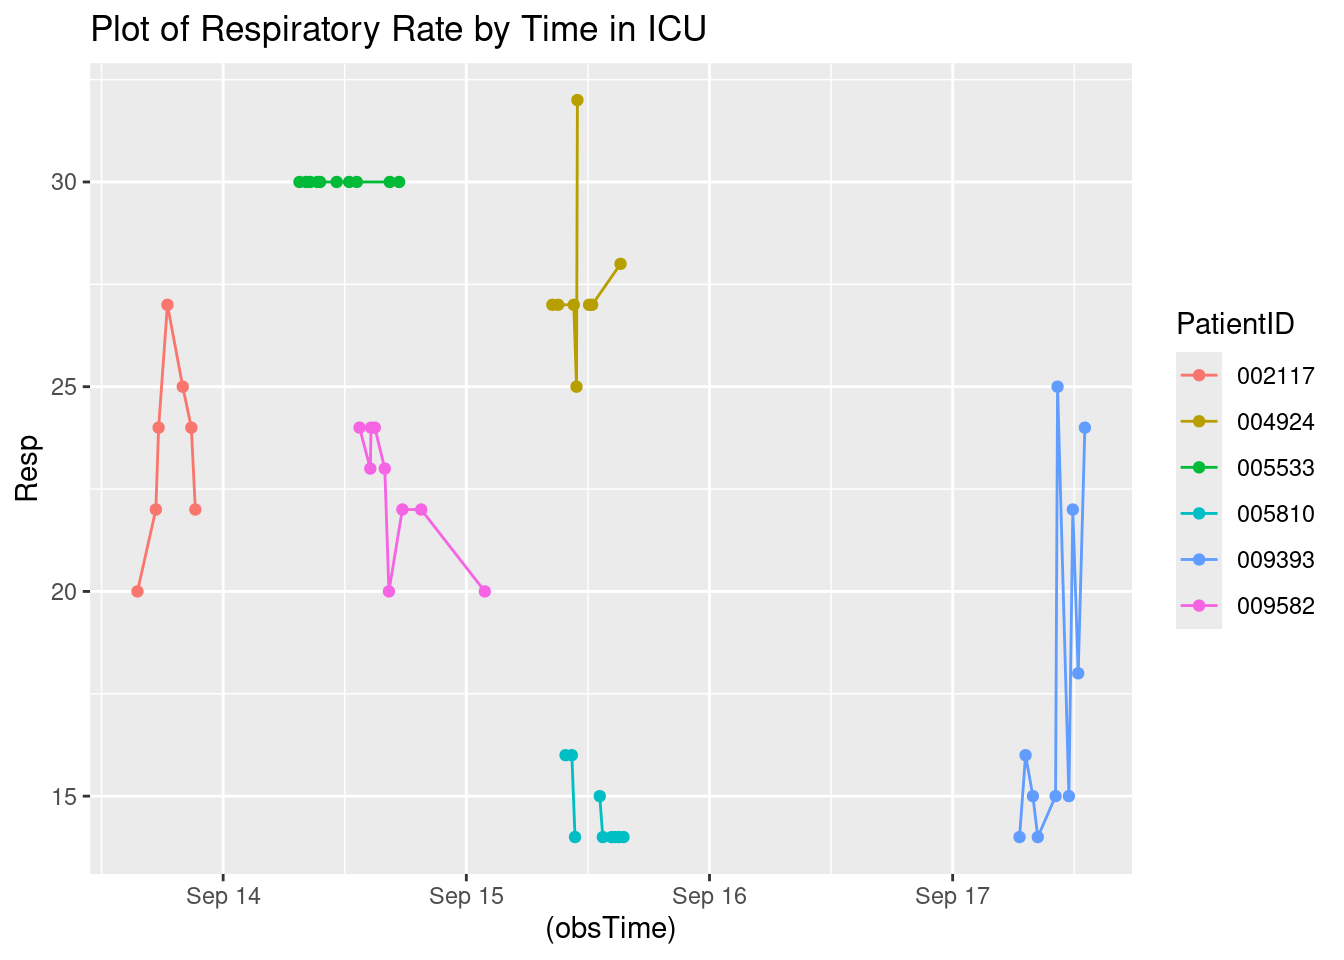 Plot of Respiratory Rate by Time in ICU
30
25
20
15
Resp
Sep 14
Sep 15
Sep 16
Sep 17
(obsTime)
PatientID
002117
004924
005533
005810
009393
009582